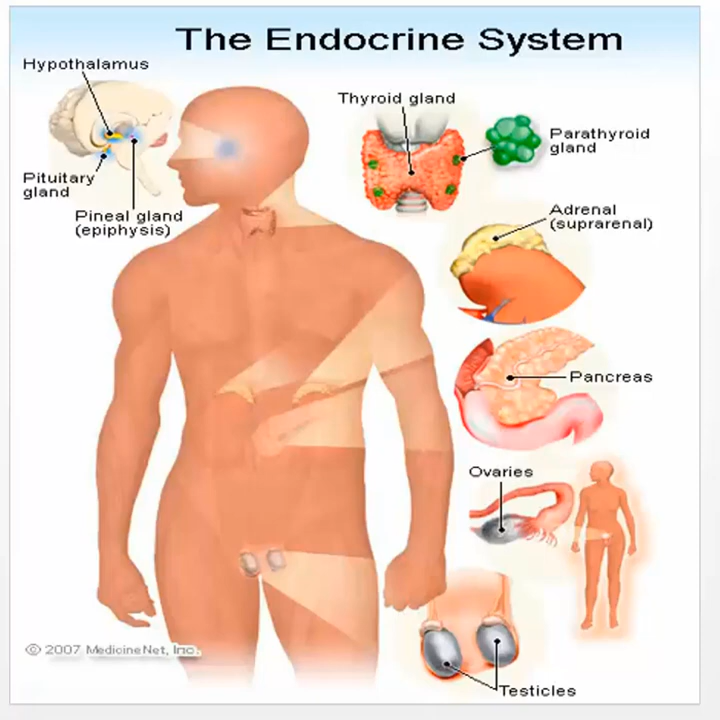 The Endocrine System
Hypothalamus
Pituitary
gland
Pineal gland
(epiphysis)
Thyroid gland
Parathyroid
gland
Adrenal
(suprarenal)
Pancreas
Ovaries
Testicles
© 2007 MedicineNet, Inc.